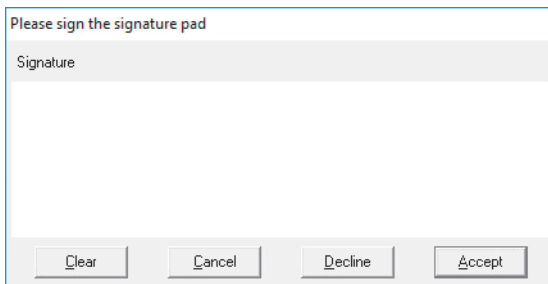 Please sign the signature pad
Signature
Clear Cancel Decline Accept